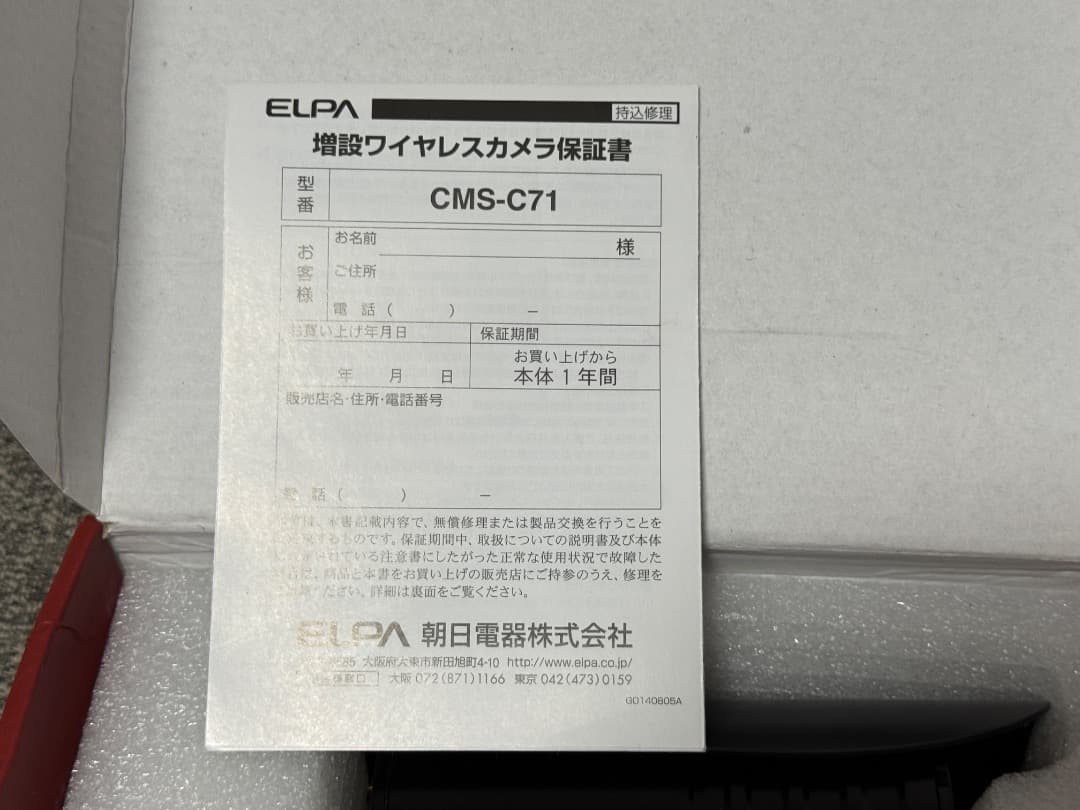 ELPA 持込修理
増設ワイヤレスカメラ保証書
型番 CMS-C71
お客様
お名前 様
ご住所
電話( ) －
お買い上げ年月日 保証期間
年 月 日
お買い上げから
本体1年間
販売店名・住所・電話番号
電話( ) －
本書記載内容で、無償修理または製品交換を行うことを
するものです。保証期間中、取扱についての説明書及び本体
されている注意書にしたがった正常な使用状況で故障した
商品と本書をお買い上げの販売店にご持参のうえ、修理を
ださい。詳細は裏面をご覧ください。
ELPA 朝日電器株式会社
大阪府大東市新田旭町4-10 http://www.elpa.co.jp/
大阪 072(871)1166 東京 042(473)0159
G0140805A